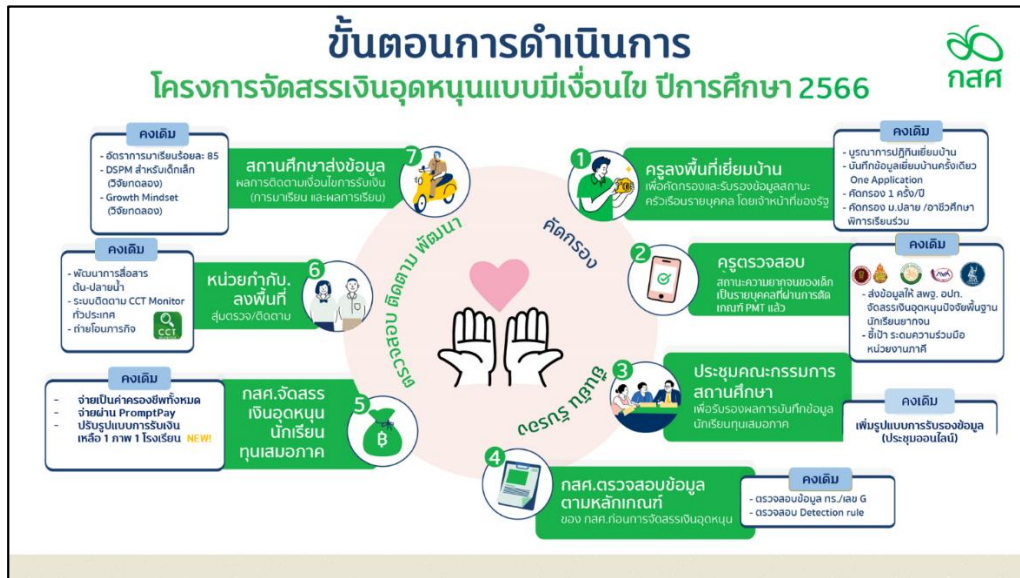 ขั้นตอนการดำเนินการ
โครงการจัดสรรเงินอุดหนุนแบบมีเงื่อนไข ปีการศึกษา 2566
กสศ
คัดกรอง
ยืนยัน รับรอง
ตรวจสอบ ติดตาม พัฒนา
1
ครูลงพื้นที่เยี่ยมบ้าน
เพื่อคัดกรองและรับรองข้อมูลสถานะ
ครัวเรือนรายบุคคล โดยเจ้าหน้าที่ของรัฐ
คงเดิม
- บูรณาการปฏิทินเยี่ยมบ้าน
- บันทึกข้อมูลเยี่ยมบ้านครั้งเดียว
One Application
- คัดกรอง 1 ครั้ง/ปี
- คัดกรอง ม.ปลาย /อาชีวศึกษา
พิการเรียนร่วม
2
ครูตรวจสอบ
สถานะความยากจนของเด็ก
เป็นรายบุคคลที่ผ่านการตัด
เกณฑ์ PMT แล้ว
คงเดิม
- ส่งข้อมูลให้ สพฐ. อปท.
จัดสรรเงินอุดหนุนปัจจัยพื้นฐาน
นักเรียนยากจน
- ชี้เป้า ระดมความร่วมมือ
หน่วยงานภาคี
3
ประชุมคณะกรรมการ
สถานศึกษา
เพื่อรับรองผลการบันทึกข้อมูล
นักเรียนทุนเสมอภาค
คงเดิม
เพิ่มรูปแบบการรับรองข้อมูล
(ประชุมออนไลน์)
4
กสศ.ตรวจสอบข้อมูล
ตามหลักเกณฑ์
ของ กสศ.ก่อนการจัดสรรเงินอุดหนุน
คงเดิม
- ตรวจสอบข้อมูล ทร./เลข G
- ตรวจสอบ Detection rule
5
กสศ.จัดสรร
เงินอุดหนุน
นักเรียน
ทุนเสมอภาค
฿
คงเดิม
- จ่ายเป็นค่าครองชีพทั้งหมด
- จ่ายผ่าน PromptPay
- ปรับรูปแบบการรับเงิน
เหลือ 1 ภาพ 1 โรงเรียน NEW!
6
หน่วยกำกับ.
ลงพื้นที่
สุ่มตรวจ/ติดตาม
คงเดิม
- พัฒนาการสื่อสาร
ต้น-ปลายน้ำ
- ระบบติดตาม CCT Monitor
ทั่วประเทศ
- ถ่ายโอนภารกิจ
CCT
7
สถานศึกษาส่งข้อมูล
ผลการติดตามเงื่อนไขการรับเงิน
(การมาเรียน และผลการเรียน)
คงเดิม
- อัตราการมาเรียนร้อยละ 85
- DSPM สำหรับเด็กเล็ก
(วิจัยทดลอง)
- Growth Mindset
(วิจัยทดลอง)